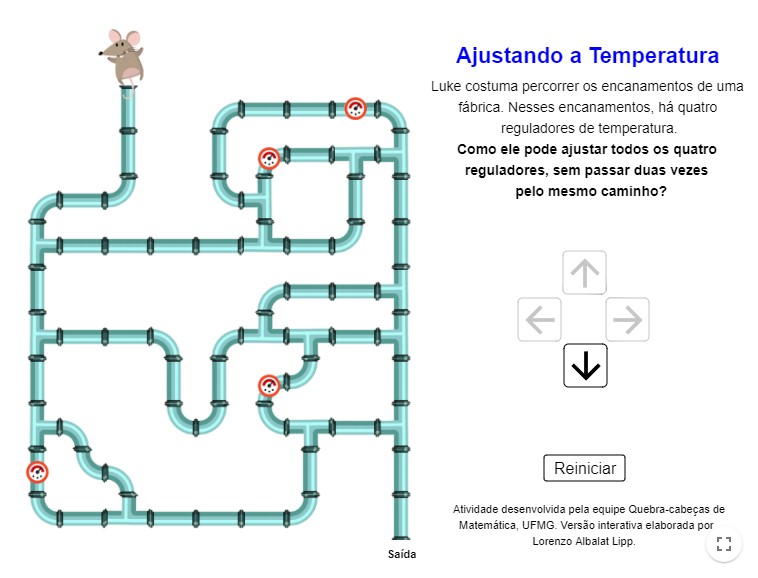 Ajustando a Temperatura
Luke costuma percorrer os encanamentos de uma
fábrica. Nesses encanamentos, há quatro
reguladores de temperatura.
Como ele pode ajustar todos os quatro
reguladores, sem passar duas vezes
pelo mesmo caminho?
Reiniciar
Atividade desenvolvida pela equipe Quebra-cabeças de
Matemática, UFMG. Versão interativa elaborada por
Lorenzo Albalat Lipp.
Saída